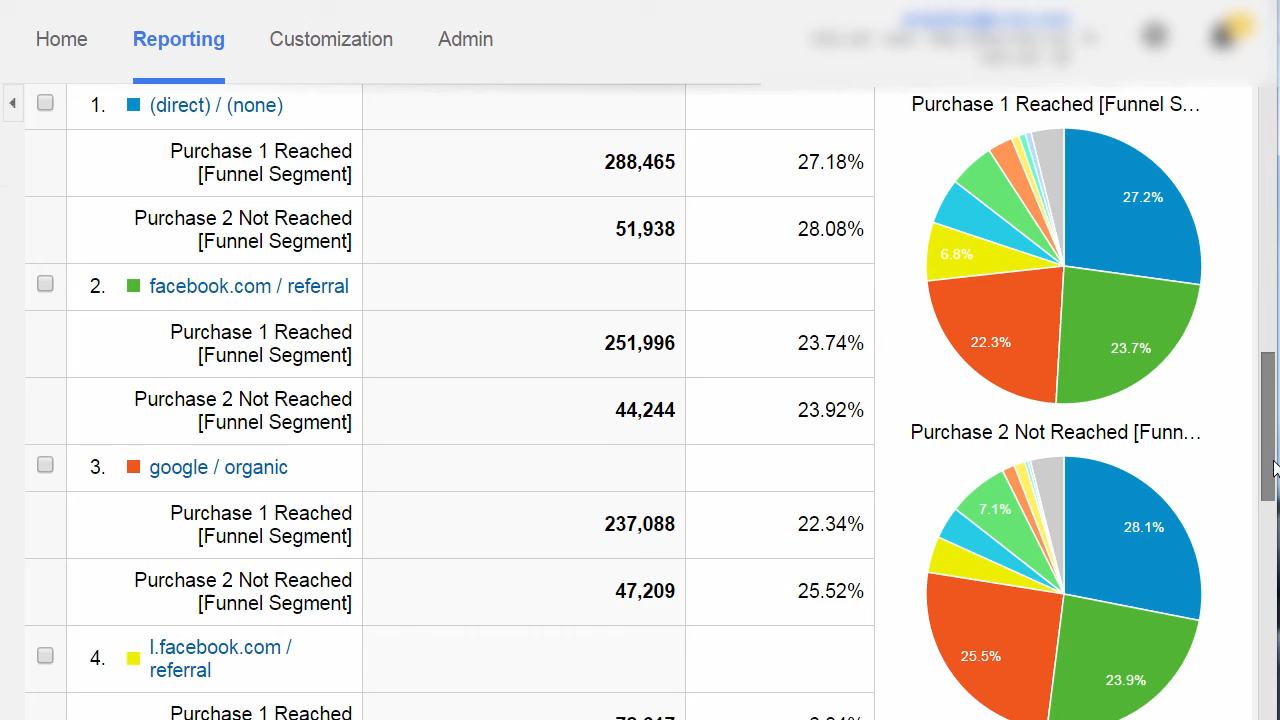 Home Reporting Customization Admin
1. (direct) / (none)
Purchase 1 Reached
[Funnel Segment] 288,465 27.18%
Purchase 2 Not Reached
[Funnel Segment] 51,938 28.08%
2. facebook.com / referral
Purchase 1 Reached
[Funnel Segment] 251,996 23.74%
Purchase 2 Not Reached
[Funnel Segment] 44,244 23.92%
3. google / organic
Purchase 1 Reached
[Funnel Segment] 237,088 22.34%
Purchase 2 Not Reached
[Funnel Segment] 47,209 25.52%
4. l.facebook.com /
referral
Purchase 1 Reached
Purchase 1 Reached [Funnel S...
27.2%
6.8%
22.3%
23.7%
Purchase 2 Not Reached [Funn...
7.1%
28.1%
25.5%
23.9%